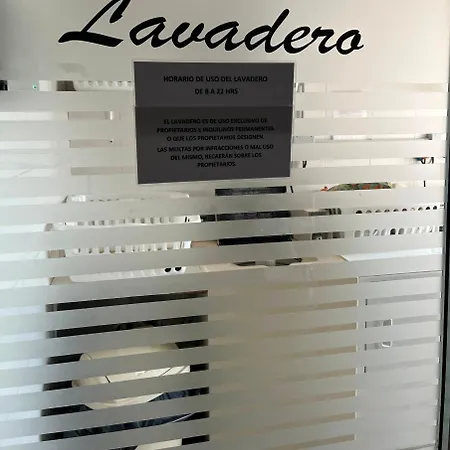 Lavadero
HORARIO DE USO DEL LAVADERO
DE 8 A 22 HRS
EL LAVADERO ES DE USO EXCLUSIVO DE
PROPIETARIOS E INQUILINOS PERMANENTES
O QUE LOS PROPIETARIOS DESIGNEN
LAS MULTAS POR INFRACCIONES O MAL USO
DEL MISMO, RECAERÁN SOBRE LOS
PROPIETARIOS.